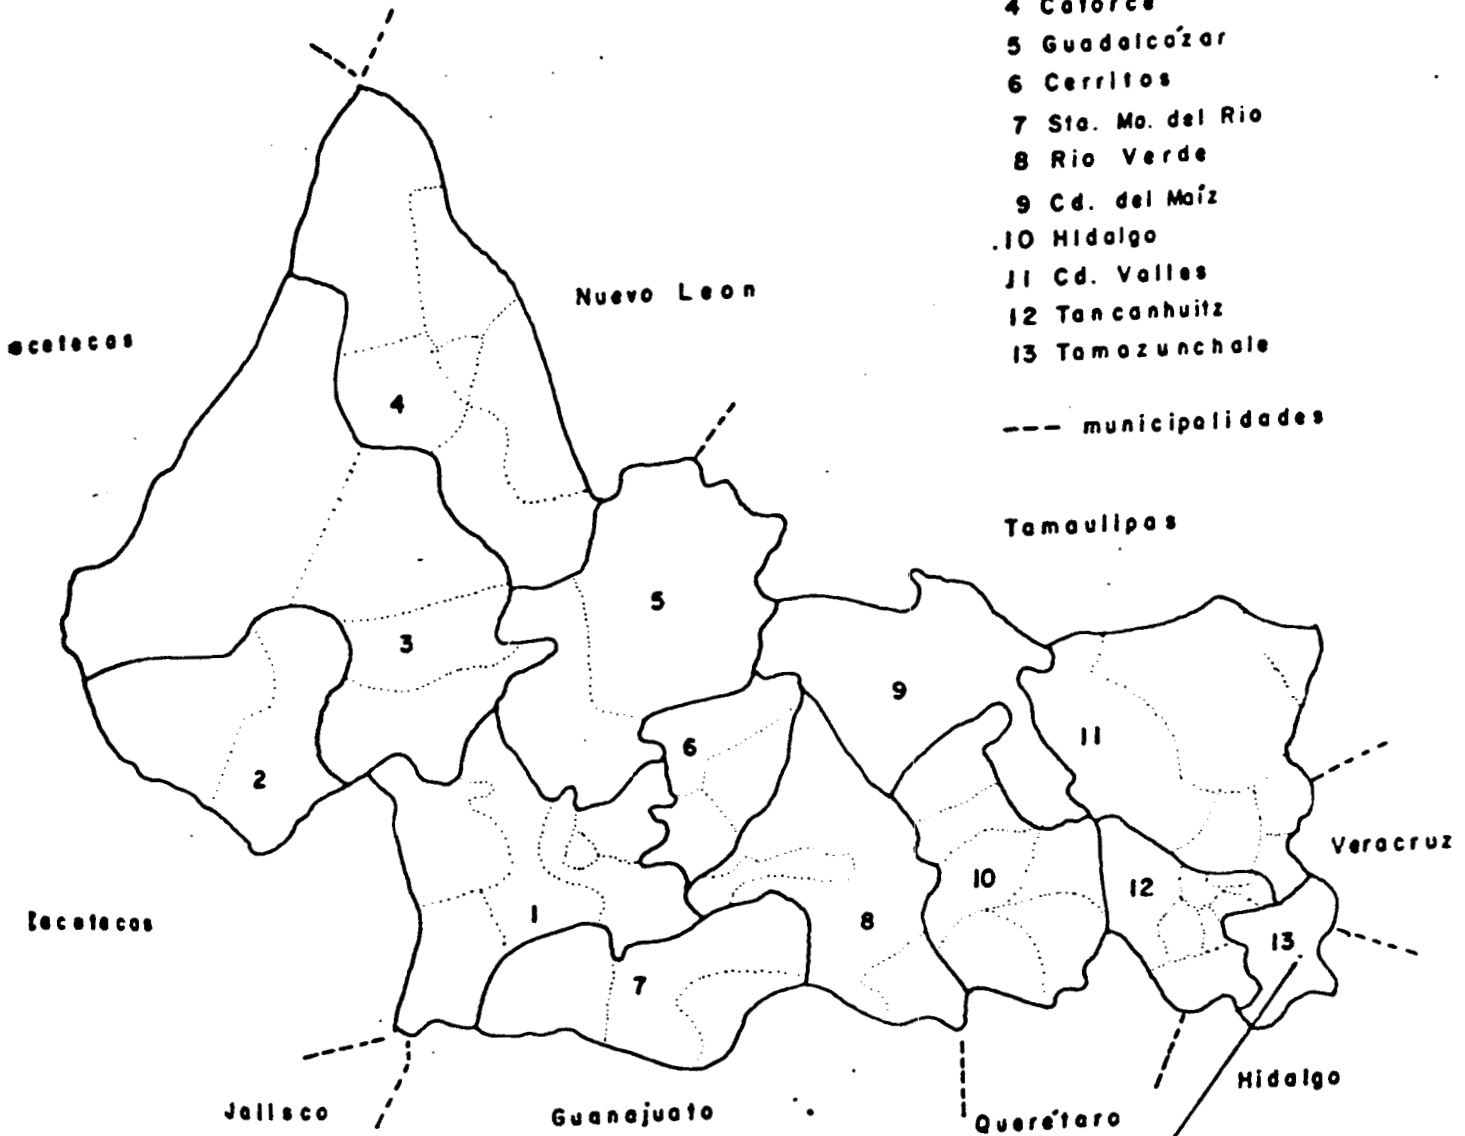 4 Catorce
5 Guadalcázar
6 Cerritos
7 Sta. Ma. del Rio
8 Rio Verde
9 Cd. del Maíz
10 Hidalgo
11 Cd. Valles
12 Tancanhuitz
13 Tamazunchale
--- municipalidades
Nuevo Leon
acatecas
4
Tamaulipas
5
3
9
6
11
2
Veracruz
10
12
1
8
13
Zacatecas
7
Hidalgo
Jalisco
Guanajuato
Querétaro